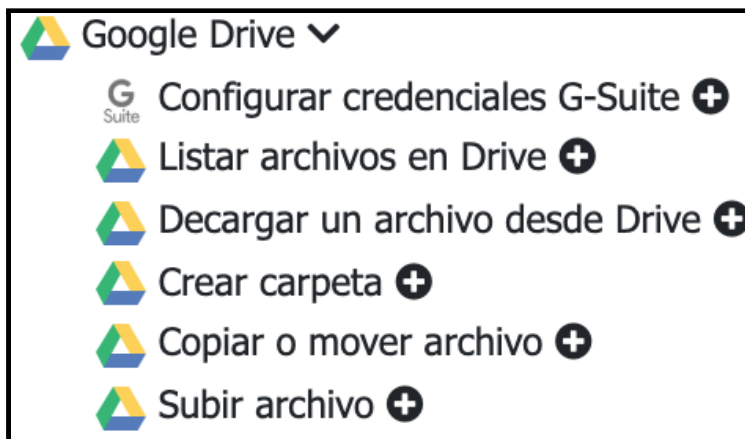 Google Drive
G Suite
Configurar credenciales G-Suite
Listar archivos en Drive
Decargar un archivo desde Drive
Crear carpeta
Copiar o mover archivo
Subir archivo